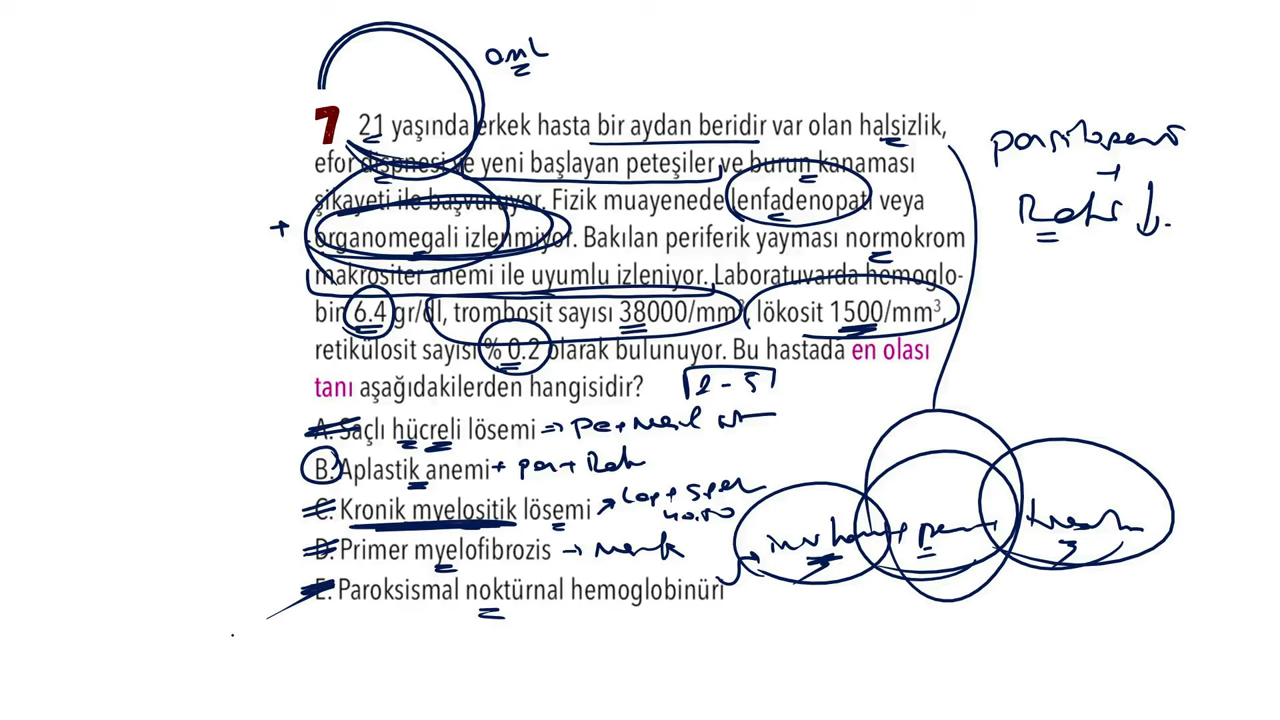 oml
7 21 yaşında erkek hasta bir aydan beridir var olan halsizlik,
efor dispnesi ve yeni başlayan peteşiler ve burun kanaması
şikayeti ile başvuruyor. Fizik muayenede lenfadenopati veya
+ organomegali izlenmiyor. Bakılan periferik yayması normokrom
makrositer anemi ile uyumlu izleniyor. Laboratuvarda hemoglo-
bin 6.4 gr/dl, trombosit sayısı 38000/mm³, lökosit 1500/mm³,
retikülosit sayısı % 0.2 olarak bulunuyor. Bu hastada en olası
tanı aşağıdakilerden hangisidir? 2-5
A. Saçlı hücreli lösemi
B. Aplastik anemi + pan +
C. Kronik myelositik lösemi
D. Primer myelofibrozis
E. Paroksismal noktürnal hemoglobinüri